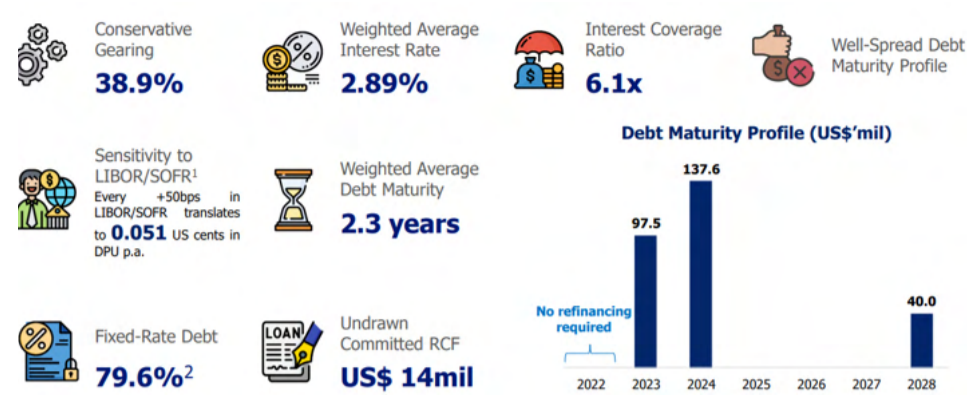 Conservative
Gearing
38.9%
Weighted Average
Interest Rate
2.89%
Interest Coverage
Ratio
6.1x
Well-Spread Debt
Maturity Profile
Sensitivity to
LIBOR/SOFR¹
Every +50bps in
LIBOR/SOFR translates
to 0.051 US cents in
DPU p.a.
Weighted Average
Debt Maturity
2.3 years
Fixed-Rate Debt
79.6%²
LOAN
Undrawn
Committed RCF
US$ 14mil
Debt Maturity Profile (US$'mil)
137.6
97.5
40.0
No refinancing
required
2022 2023 2024 2025 2026 2027 2028